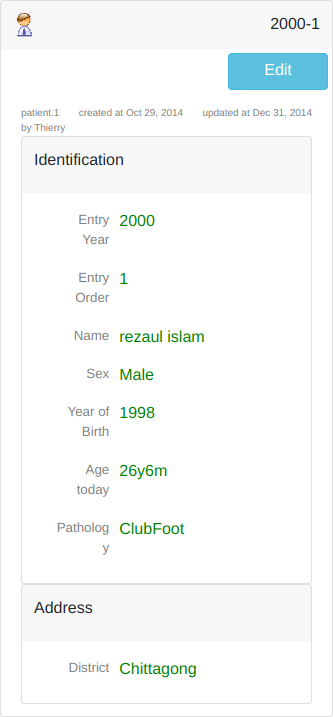 2000-1
Edit
patient.1 created at Oct 29, 2014 updated at Dec 31, 2014
by Thierry
Identification
Entry 2000
Year
Entry 1
Order
Name rezaul islam
Sex Male
Year of 1998
Birth
Age 26y6m
today
Patholog ClubFoot
y
Address
District Chittagong